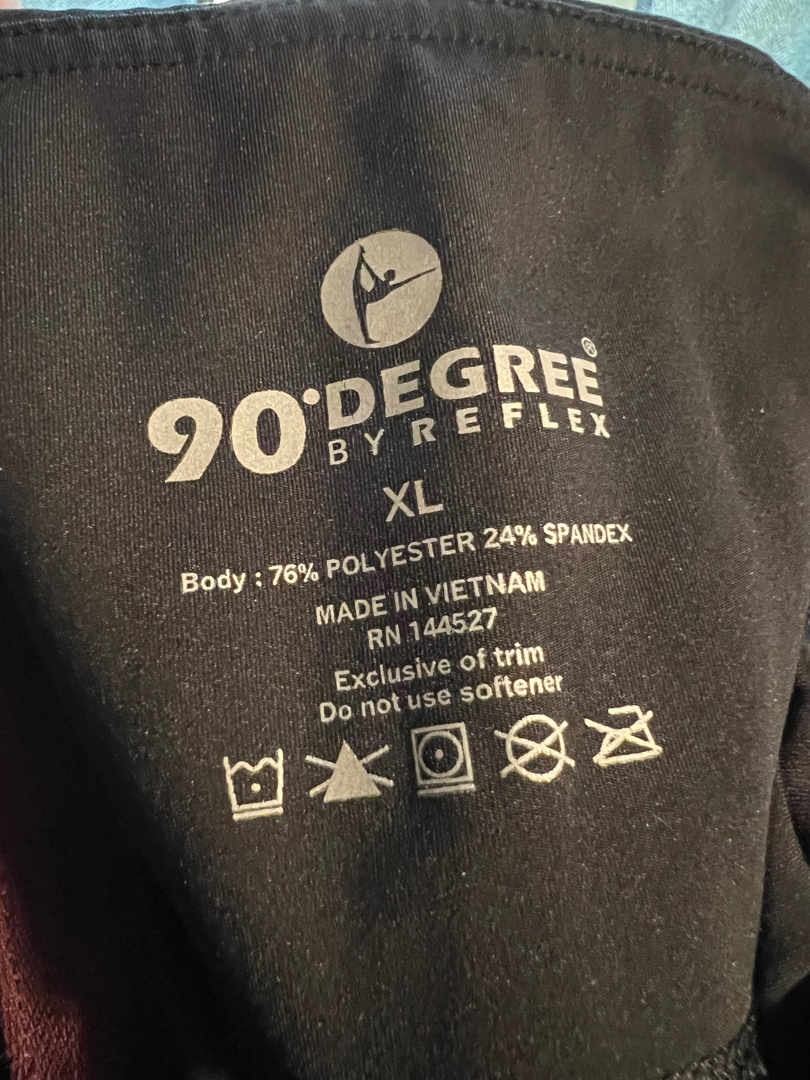 90°DEGREE®
BY REFLEX
XL
Body : 76% POLYESTER 24% SPANDEX
MADE IN VIETNAM
RN 144527
Exclusive of trim
Do not use softener